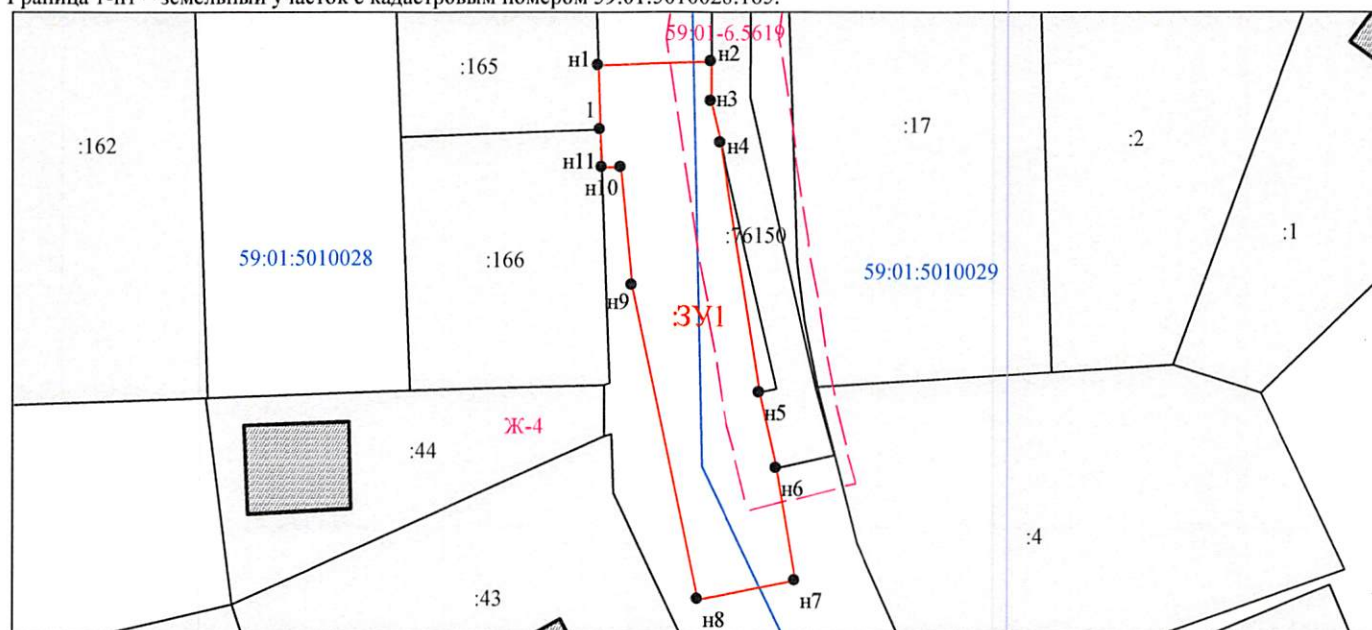 Граница 1-н1 – земельный участок с кадастровым номером 59:01:5010028:165.
59:01-6.5619
н1
н2
:165
н3
1
:17
:2
:162
н4
н11
н10
:76150
:1
59:01:5010028
:166
59:01:5010029
н9
:ЗУ1
н5
Ж-4
:44
н6
:4
н7
:43
н8